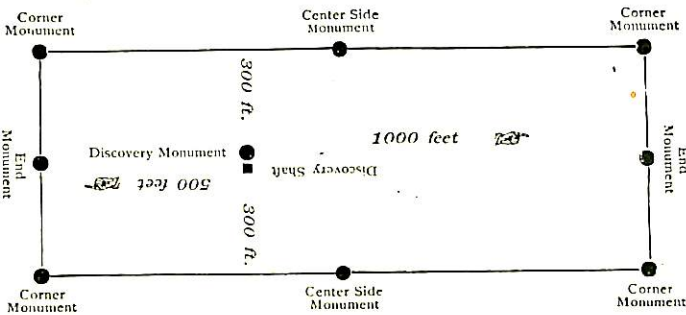 Corner
Monument
Center Side
Monument
Corner
Monument
300 ft.
1000 feet
End
Monument
Discovery Monument
Discovery Shaft
End
Monument
500 feet
300 ft.
Corner
Monument
Center Side
Monument
Corner
Monument